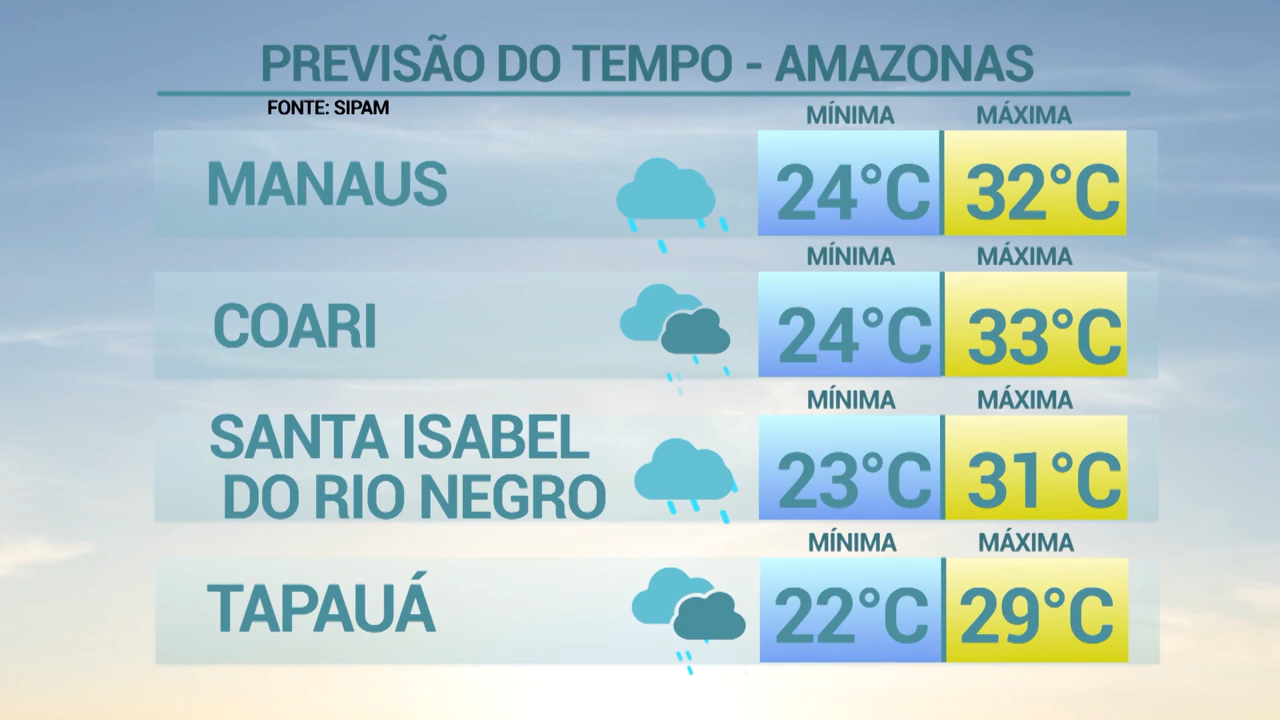 PREVISÃO DO TEMPO - AMAZONAS
FONTE: SIPAM
MÍNIMA MÁXIMA
MANAUS 24°C 32°C
MÍNIMA MÁXIMA
COARI 24°C 33°C
MÍNIMA MÁXIMA
SANTA ISABEL
DO RIO NEGRO 23°C 31°C
MÍNIMA MÁXIMA
TAPAUÁ 22°C 29°C